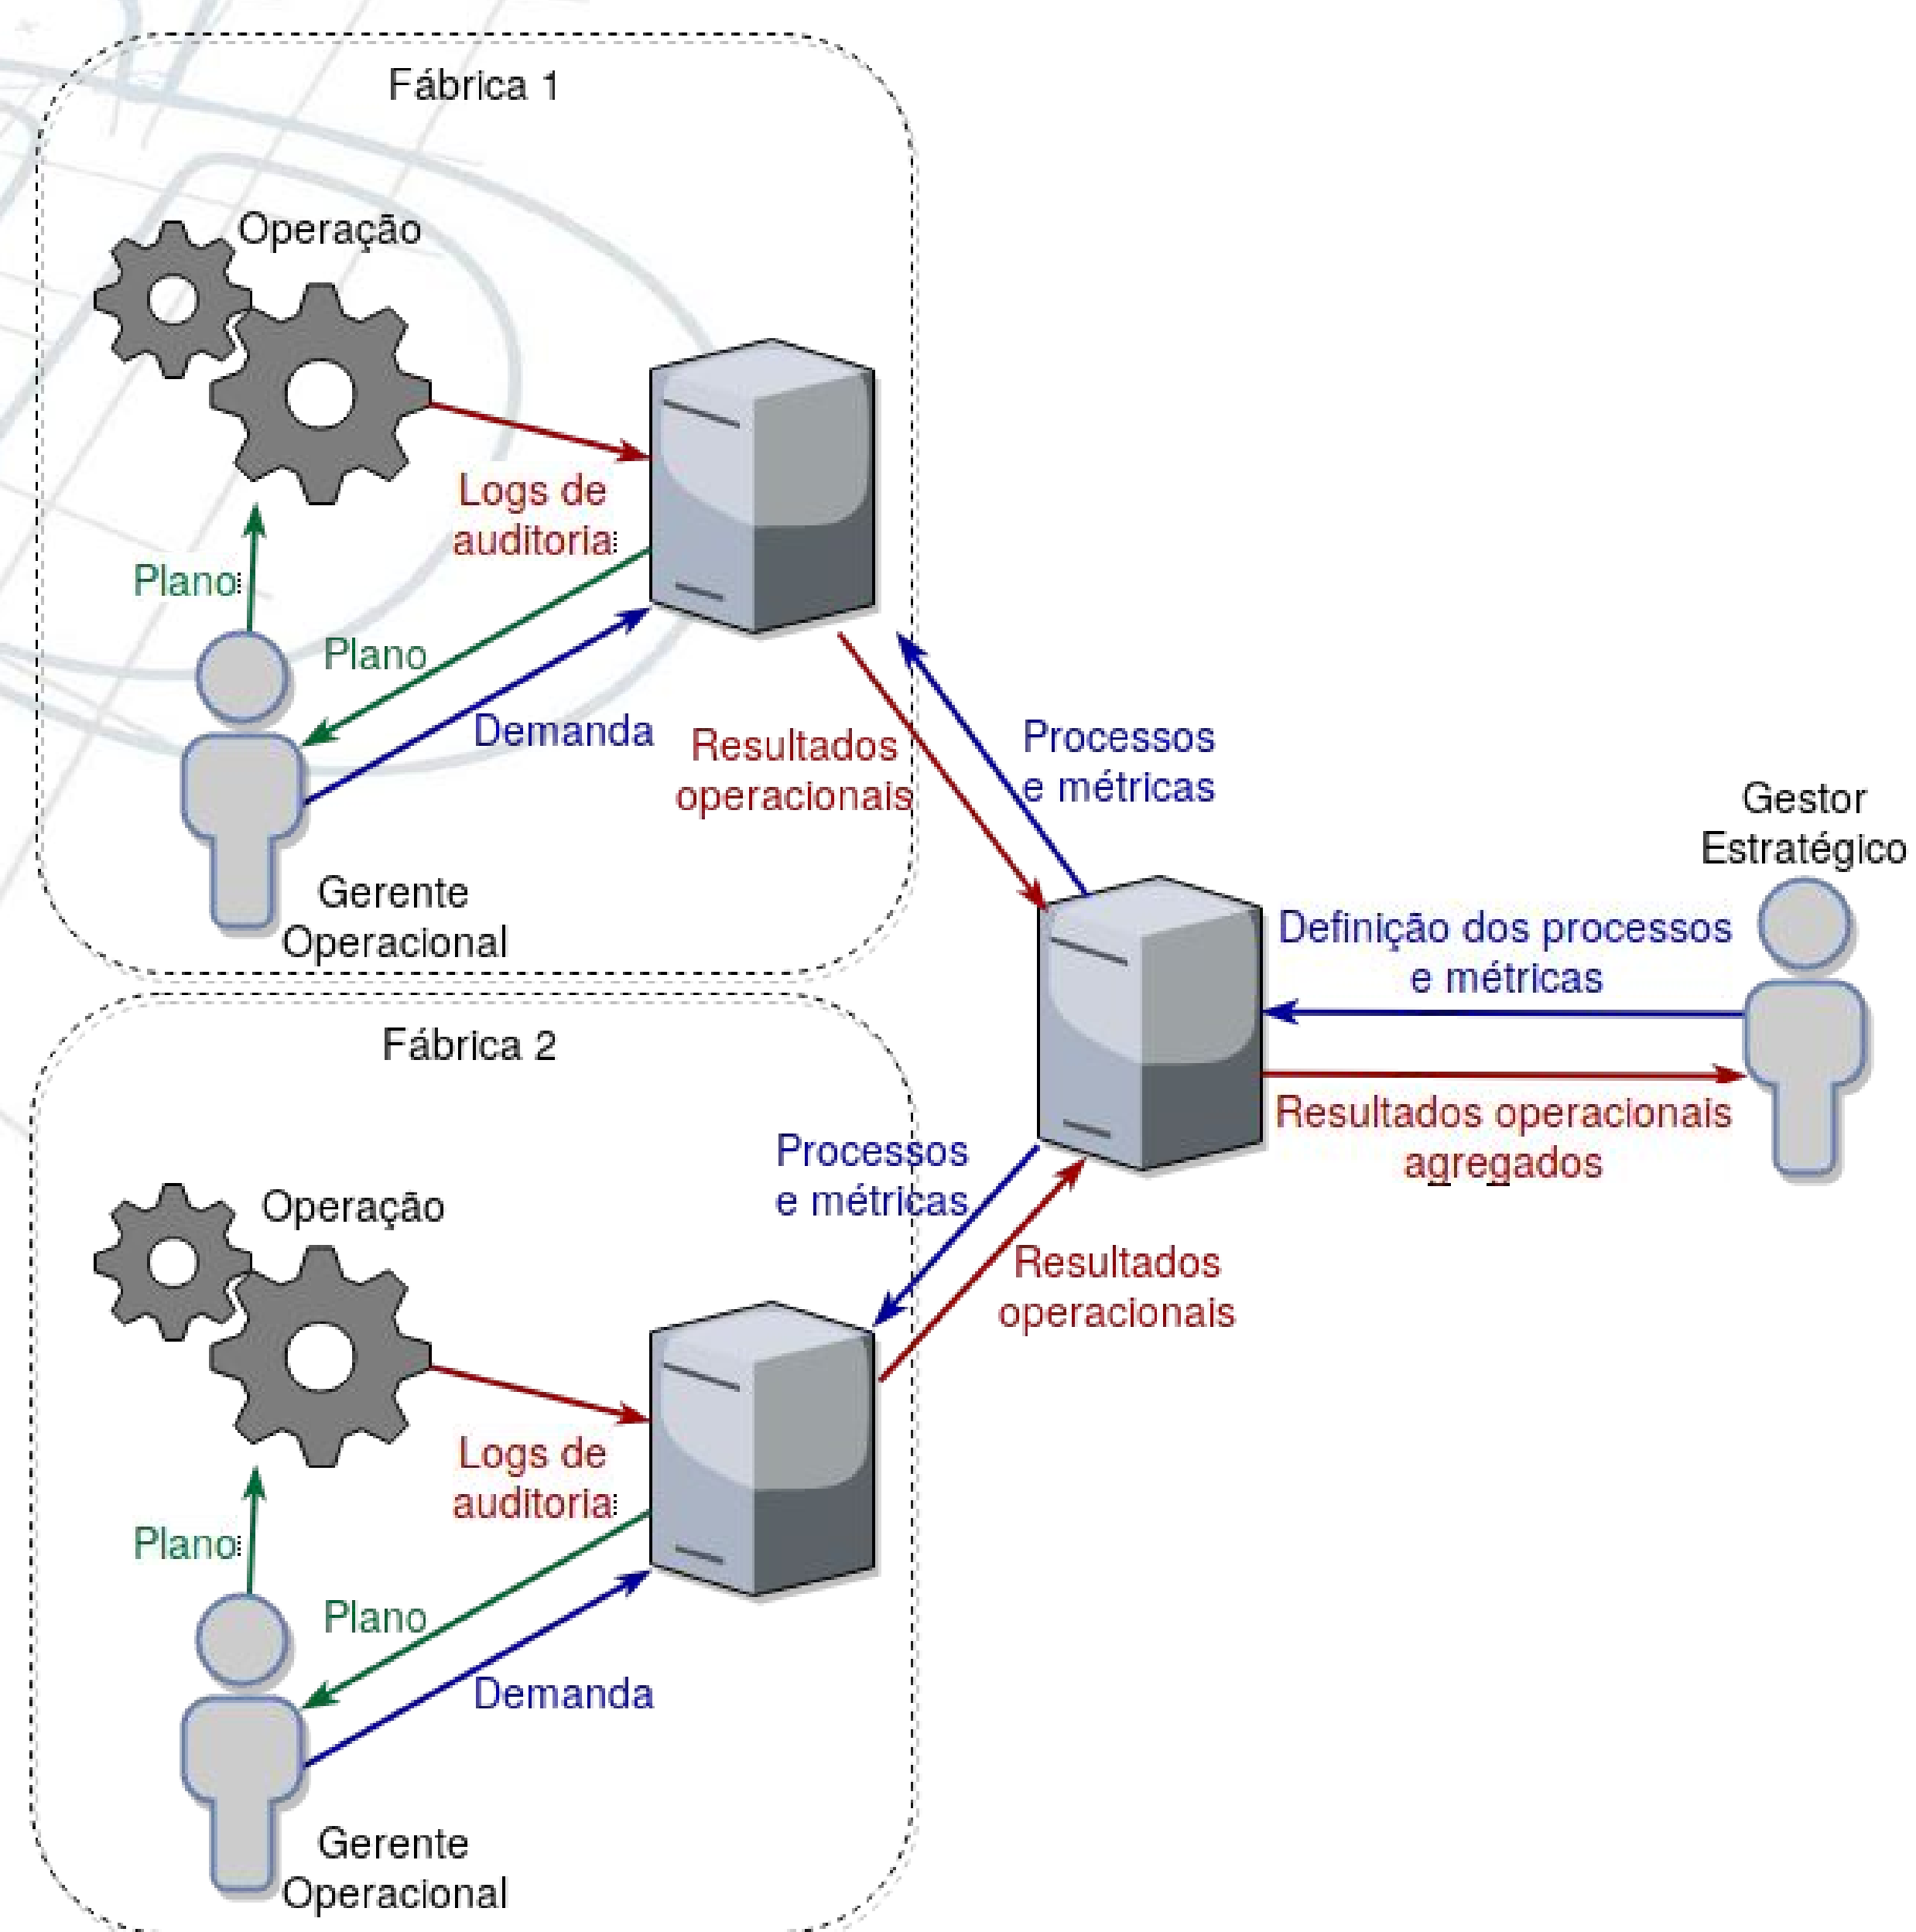 Fábrica 1
Operação
Logs de
auditoria
Plano
Plano
Demanda
Resultados
operacionais
Processos
e métricas
Gerente
Operacional
Gestor
Estratégico
Definição dos processos
e métricas
Resultados operacionais
agregados
Fábrica 2
Operação
Processos
e métricas
Resultados
operacionais
Logs de
auditoria
Plano
Plano
Demanda
Gerente
Operacional